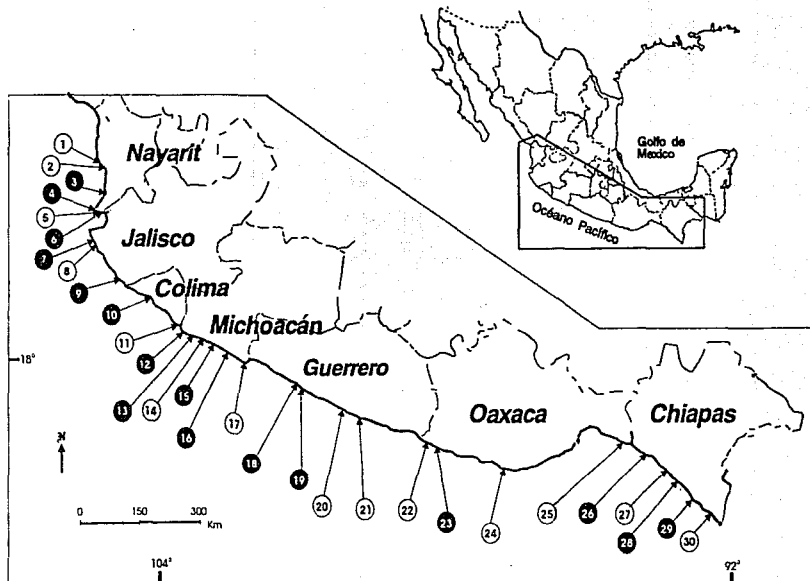 Golfo de
Mexico
Océano Pacífico
Nayarit
Jalisco
Colima
Michoacán
Guerrero
Oaxaca
Chiapas
1
2
3
4
5
6
7
8
9
10
11
12
13
14
15
16
17
18
19
20
21
22
23
24
25
26
27
28
29
30
18°
N
0 150 300
Km
104°
92°